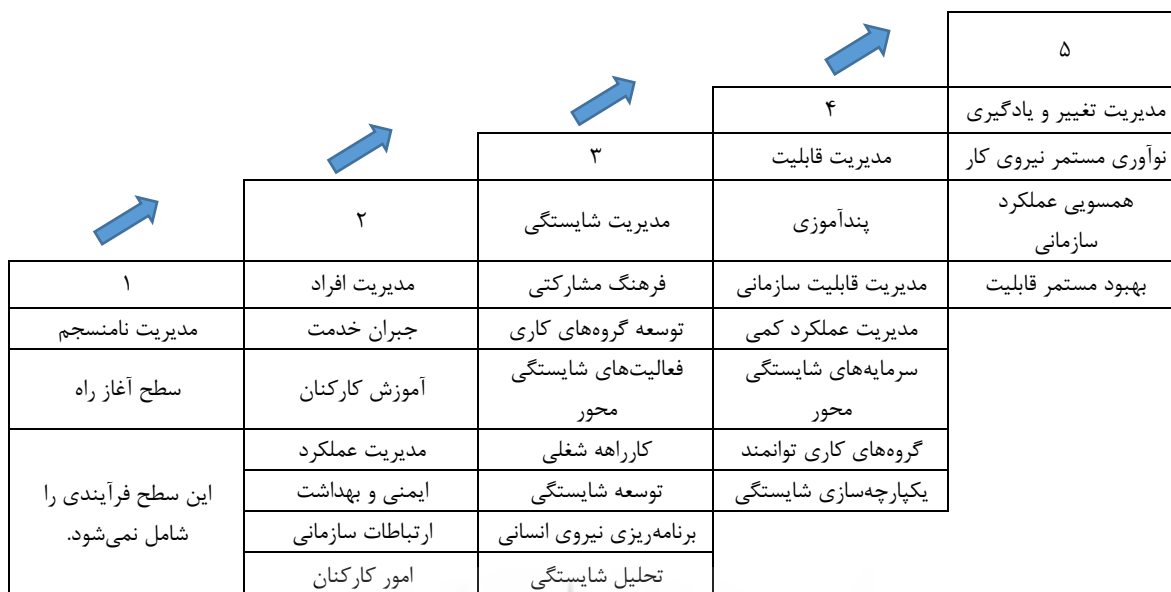 ۵
۴
مدیریت تغییر و یادگیری
۳
مدیریت قابلیت
نوآوری مستمر نیروی کار
۲
مدیریت شایستگی
پندآموزی
همسویی عملکرد
سازمانی
۱
مدیریت افراد
فرهنگ مشارکتی
مدیریت قابلیت سازمانی
بهبود مستمر قابلیت
مدیریت نامنسجم
جبران خدمت
توسعه گروه‌های کاری
مدیریت عملکرد کمی
سطح آغاز راه
آموزش کارکنان
فعالیت‌های شایستگی
محور
سرمایه‌های شایستگی
محور
این سطح فرآیندی را
شامل نمی‌شود.
مدیریت عملکرد
کارراهه شغلی
گروه‌های کاری توانمند
ایمنی و بهداشت
توسعه شایستگی
یکپارچه‌سازی شایستگی
ارتباطات سازمانی
برنامه‌ریزی نیروی انسانی
امور کارکنان
تحلیل شایستگی